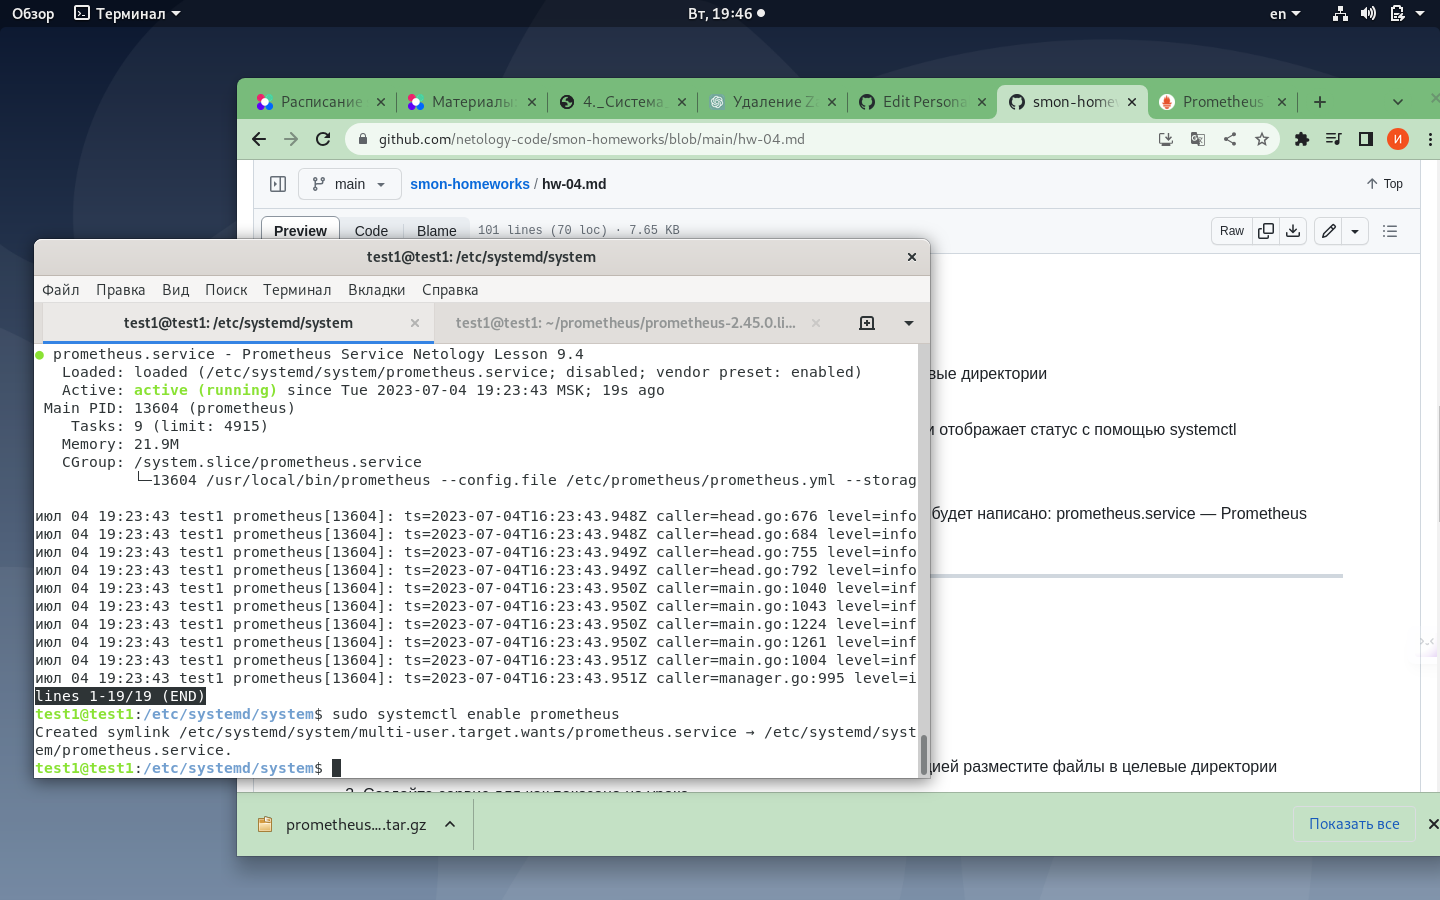 Обзор Терминал Вт, 19:46 en
Расписание Материалы 4._Система_ Удаление Za Edit Persona smon-homew Prometheus
github.com/netology-code/smon-homeworks/blob/main/hw-04.md И
main smon-homeworks / hw-04.md Top
Preview Code Blame 101 lines (70 loc) · 7.65 KB Raw
test1@test1: /etc/systemd/system
Файл Правка Вид Поиск Терминал Вкладки Справка
test1@test1: /etc/systemd/system test1@test1: ~/prometheus/prometheus-2.45.0.li...
● prometheus.service - Prometheus Service Netology Lesson 9.4
Loaded: loaded (/etc/systemd/system/prometheus.service; disabled; vendor preset: enabled)
вые директории
Active: active (running) since Tue 2023-07-04 19:23:43 MSK; 19s ago
Main PID: 13604 (prometheus)
Tasks: 9 (limit: 4915)
и отображает статус с помощью systemctl
Memory: 21.9M
CGroup: /system.slice/prometheus.service
└─13604 /usr/local/bin/prometheus --config.file /etc/prometheus/prometheus.yml --storag
июл 04 19:23:43 test1 prometheus[13604]: ts=2023-07-04T16:23:43.948Z caller=head.go:676 level=info
будет написано: prometheus.service — Prometheus
июл 04 19:23:43 test1 prometheus[13604]: ts=2023-07-04T16:23:43.948Z caller=head.go:684 level=info
июл 04 19:23:43 test1 prometheus[13604]: ts=2023-07-04T16:23:43.949Z caller=head.go:755 level=info
июл 04 19:23:43 test1 prometheus[13604]: ts=2023-07-04T16:23:43.949Z caller=head.go:792 level=info
июл 04 19:23:43 test1 prometheus[13604]: ts=2023-07-04T16:23:43.950Z caller=main.go:1040 level=inf
июл 04 19:23:43 test1 prometheus[13604]: ts=2023-07-04T16:23:43.950Z caller=main.go:1043 level=inf
июл 04 19:23:43 test1 prometheus[13604]: ts=2023-07-04T16:23:43.950Z caller=main.go:1224 level=inf
июл 04 19:23:43 test1 prometheus[13604]: ts=2023-07-04T16:23:43.950Z caller=main.go:1261 level=inf
июл 04 19:23:43 test1 prometheus[13604]: ts=2023-07-04T16:23:43.951Z caller=main.go:1004 level=inf
июл 04 19:23:43 test1 prometheus[13604]: ts=2023-07-04T16:23:43.951Z caller=manager.go:995 level=i
lines 1-19/19 (END)
test1@test1:/etc/systemd/system$ sudo systemctl enable prometheus
Created symlink /etc/systemd/system/multi-user.target.wants/prometheus.service → /etc/systemd/syst
em/prometheus.service.
test1@test1:/etc/systemd/system$
цией разместите файлы в целевые директории
prometheus....tar.gz Показать все